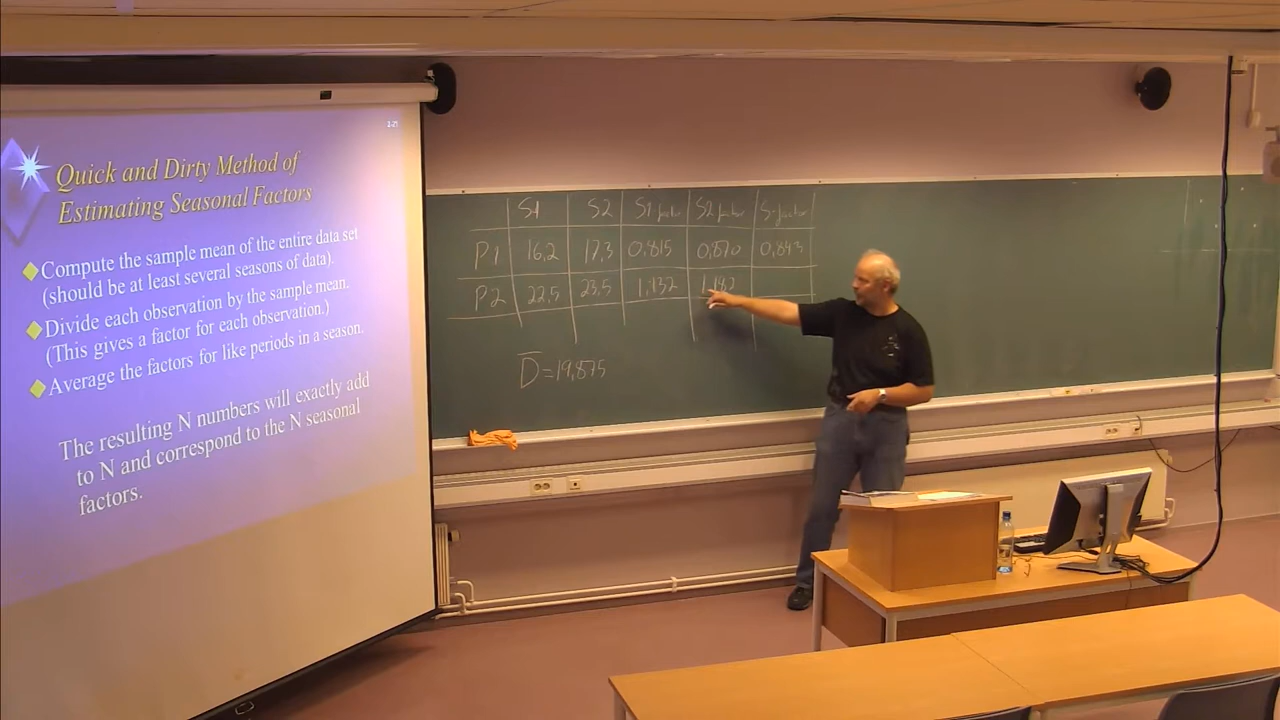 2-25
Quick and Dirty Method of
Estimating Seasonal Factors
Compute the sample mean of the entire data set
(should be at least several seasons of data).
Divide each observation by the sample mean.
(This gives a factor for each observation.)
Average the factors for like periods in a season.
The resulting N numbers will exactly add
to N and correspond to the N seasonal
factors.
S1 S2 S1 factor S2 factor S. factor
P1 16,2 17,3 0,815 0,870 0,843
P2 22,5 23,5 1,132 1,182
D̅=19,875